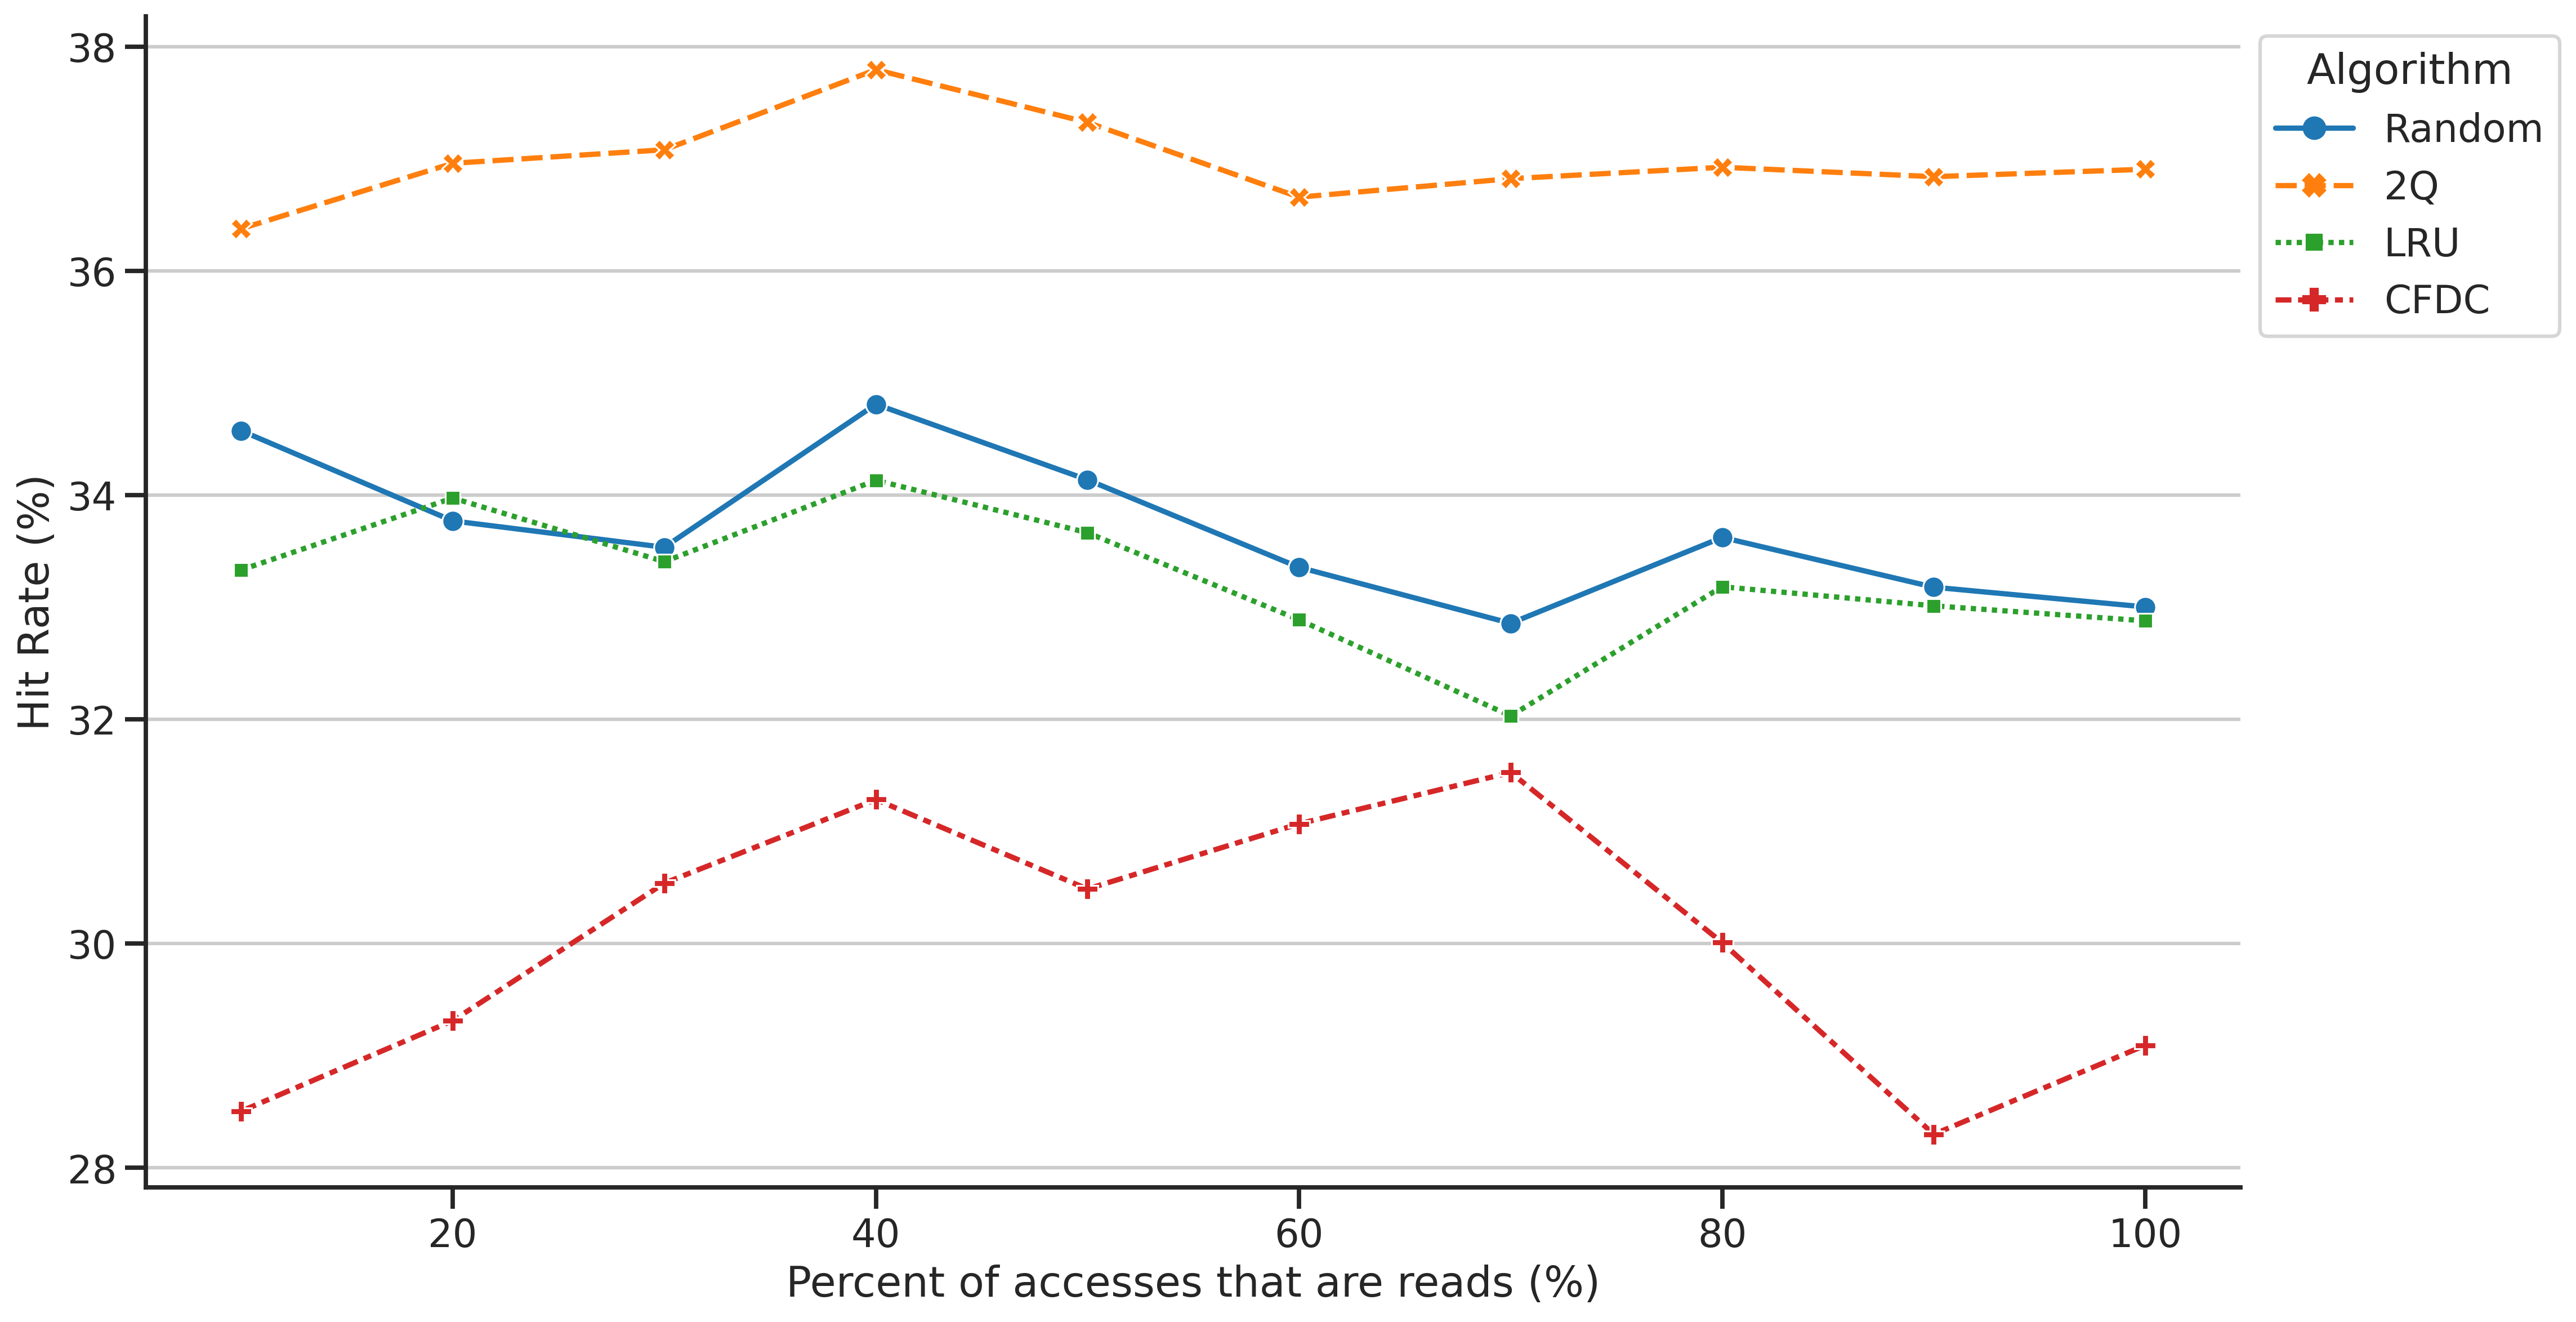 38
36
34
32
30
28
Hit Rate (%)
20 40 60 80 100
Percent of accesses that are reads (%)
Algorithm
Random
2Q
LRU
CFDC